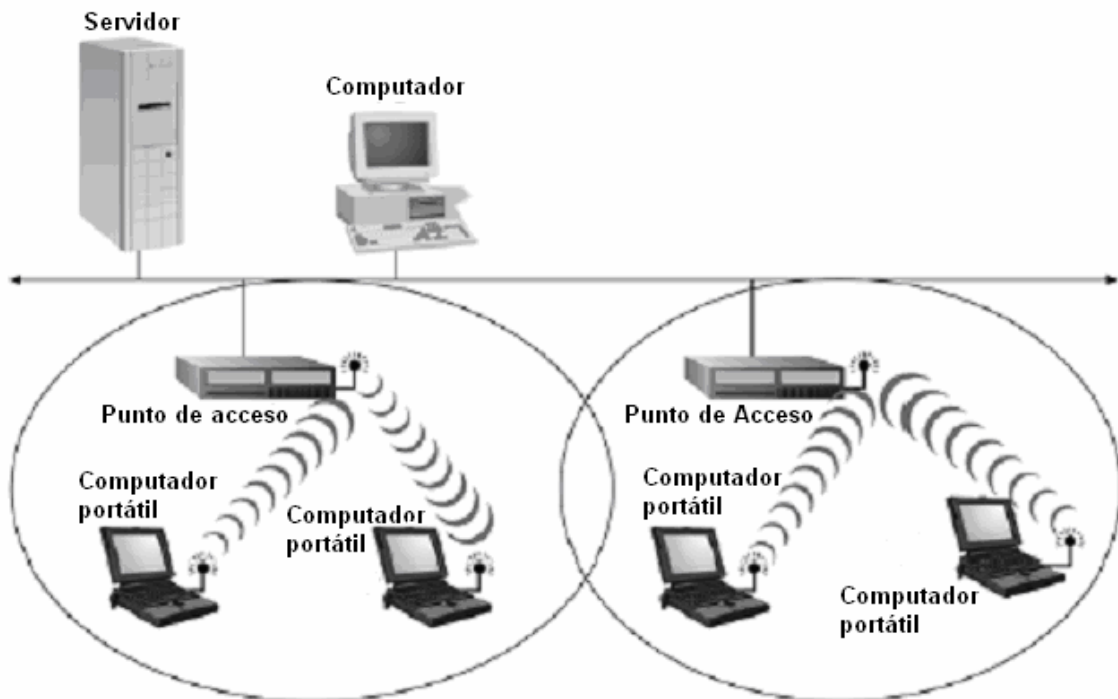 Servidor
Computador
Punto de acceso
Punto de Acceso
Computador
portátil
Computador
portátil
Computador
portátil
Computador
portátil